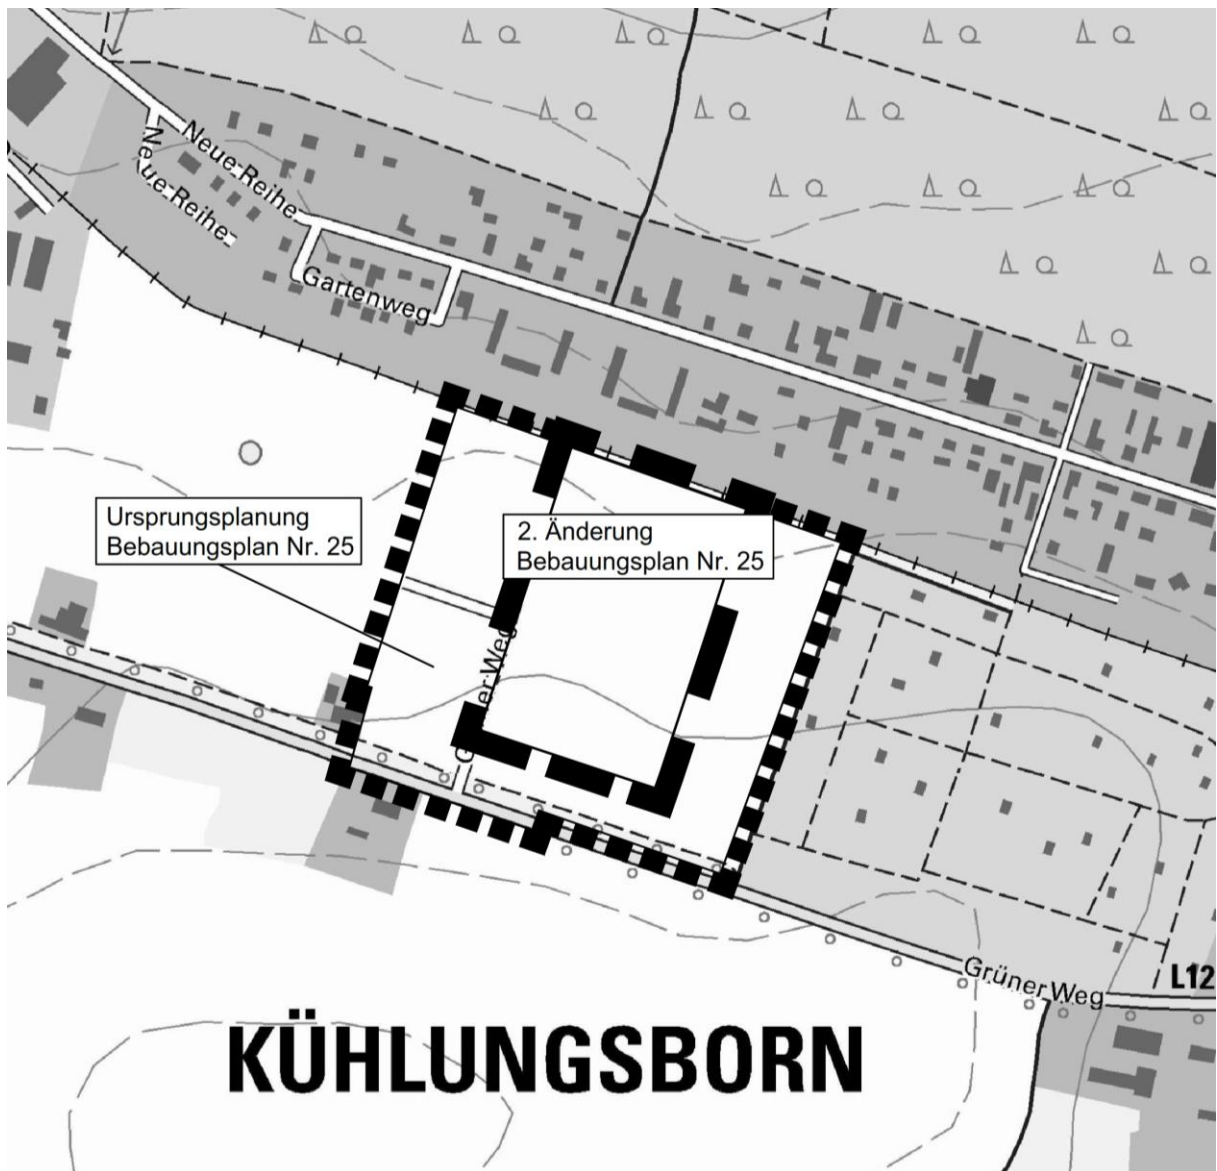 Neue Reihe
Neue Reihe
Gartenweg
Ursprungsplanung
Bebauungsplan Nr. 25
2. Änderung
Bebauungsplan Nr. 25
er Weg
G
Grüner Weg
L12
KÜHLUNGSBORN